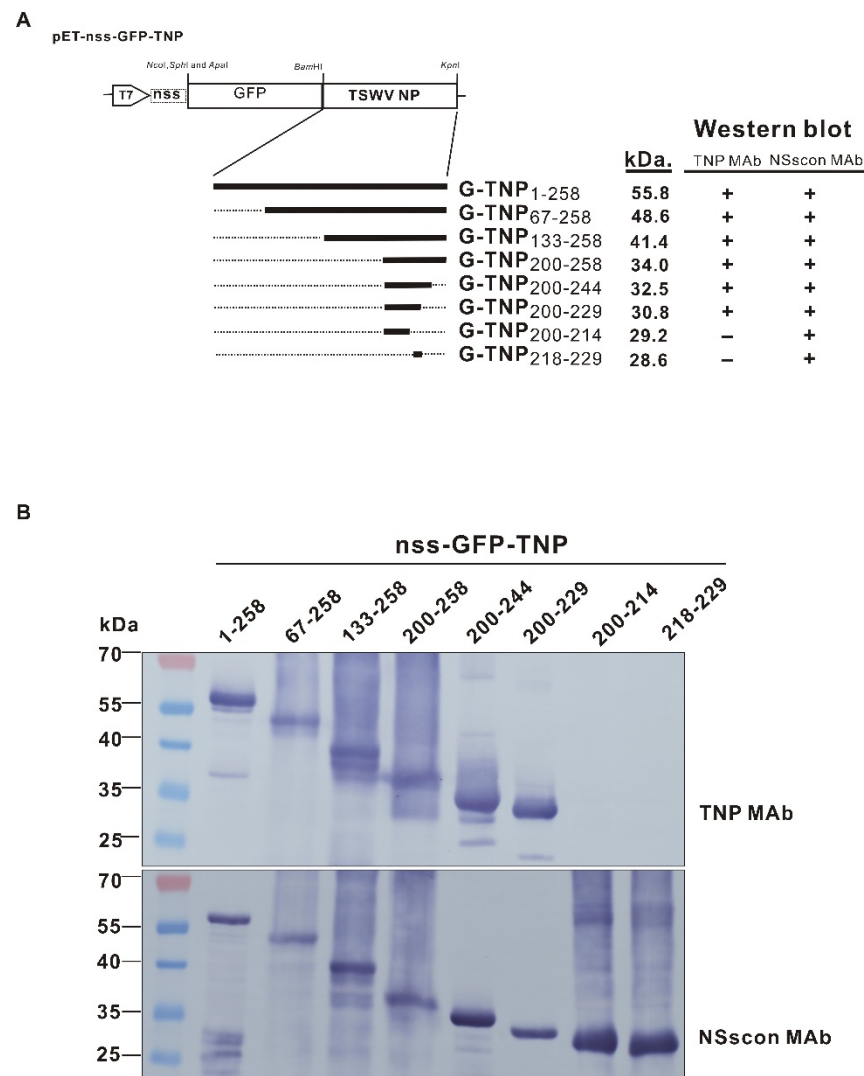 A
pET-nss-GFP-TNP
NcoI,SphI and ApaI BamHI KpnI
T7 nss GFP TSWV NP
Western blot
kDa. TNP MAb NSscon MAb
G-TNP1-258 55.8 + +
G-TNP67-258 48.6 + +
G-TNP133-258 41.4 + +
G-TNP200-258 34.0 + +
G-TNP200-244 32.5 + +
G-TNP200-229 30.8 + +
G-TNP200-214 29.2 – +
G-TNP218-229 28.6 – +
B
nss-GFP-TNP
kDa 1-258 67-258 133-258 200-258 200-244 200-229 200-214 218-229
70
55
40
35
TNP MAb
25
70
55
40
35
NSscon MAb
25